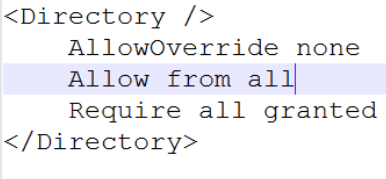 <Directory />
    AllowOverride none
    Allow from all
    Require all granted
</Directory>